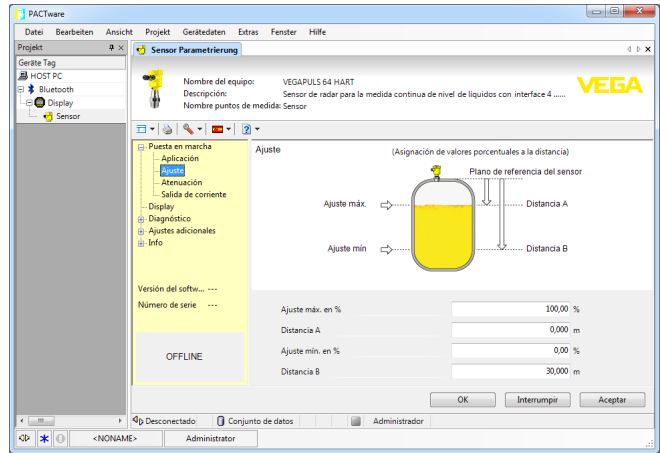 PACTware
Datei Bearbeiten Ansicht Projekt Gerätedaten Extras Fenster Hilfe
Projekt
Geräte Tag
HOST PC
Bluetooth
Display
Sensor
Sensor Parametrierung
Nombre del equipo: VEGAPULS 64 HART
Descripción: Sensor de radar para la medida continua de nivel de líquidos con interface 4 ......
Nombre puntos de medida: Sensor
VEGA
Puesta en marcha
Aplicación
Ajuste
Atenuación
Salida de corriente
Display
Diagnóstico
Ajustes adicionales
Info
Versión del softw... ---
Número de serie ---
OFFLINE
Ajuste
(Asignación de valores porcentuales a la distancia)
Plano de referencia del sensor
Ajuste máx.
Distancia A
Ajuste mín
Distancia B
Ajuste máx. en % 100,00 %
Distancia A 0,000 m
Ajuste mín. en % 0,00 %
Distancia B 30,000 m
OK Interrumpir Aceptar
Desconectado Conjunto de datos Administrador
<NONAME> Administrator